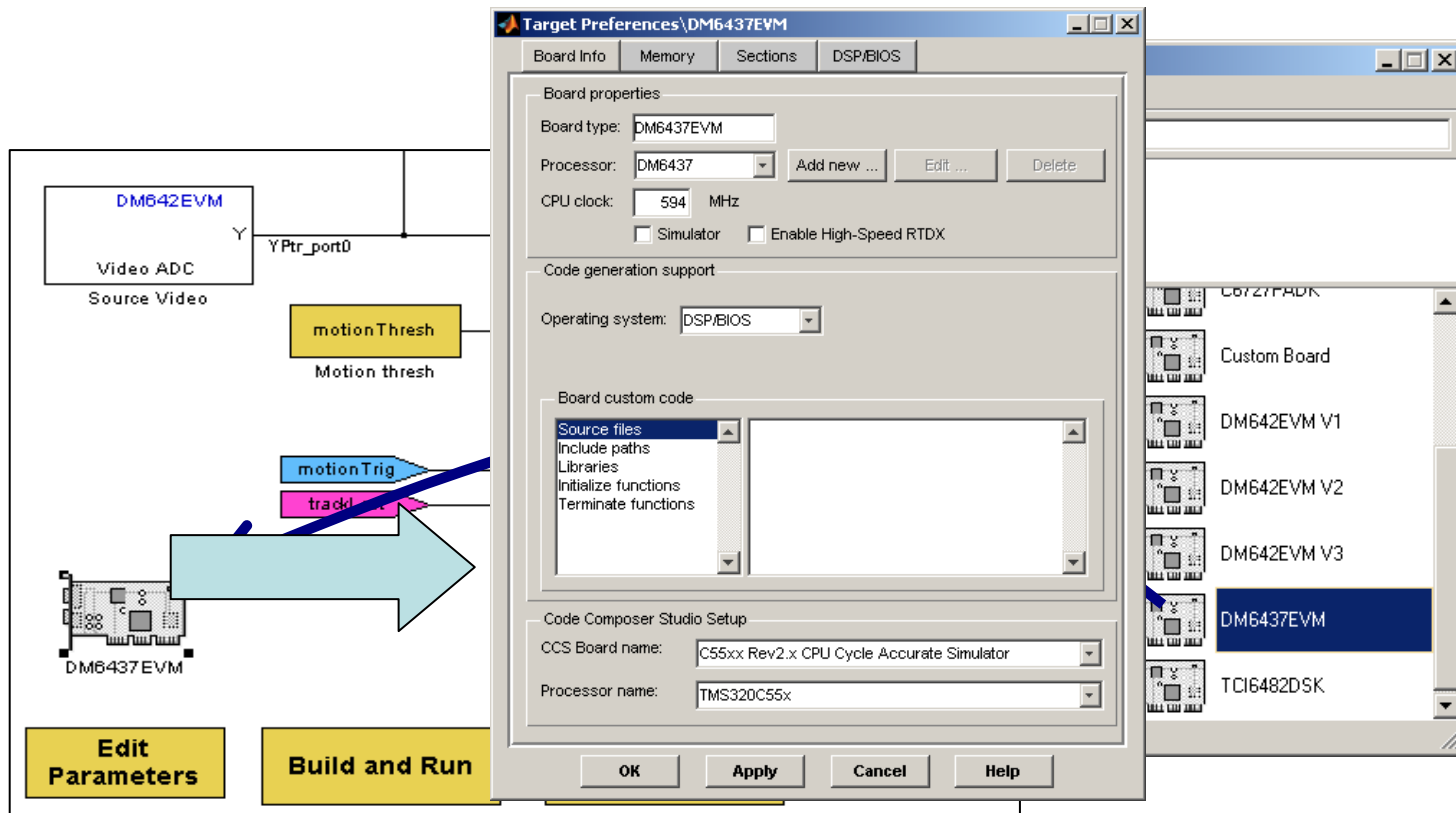 Target Preferences\DM6437EVM
Board Info Memory Sections DSP/BIOS
Board properties
Board type: DM6437EVM
Processor: DM6437 Add new ... Edit ... Delete
CPU clock: 594 MHz
Simulator Enable High-Speed RTDX
Code generation support
Operating system: DSP/BIOS
Board custom code
Source files
Include paths
Libraries
Initialize functions
Terminate functions
Code Composer Studio Setup
CCS Board name: C55xx Rev2.x CPU Cycle Accurate Simulator
Processor name: TMS320C55x
OK Apply Cancel Help
DM642EVM
Y
YPtr_port0
Video ADC
Source Video
motionThresh
Motion thresh
motionTrig
DM6437EVM
Edit
Parameters
Build and Run
C6727PADK
Custom Board
DM642EVM V1
DM642EVM V2
DM642EVM V3
DM6437EVM
TCI6482DSK